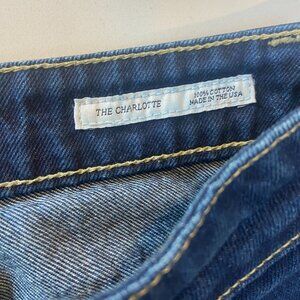 THE CHARLOTTE
100% COTTON
MADE IN THE USA